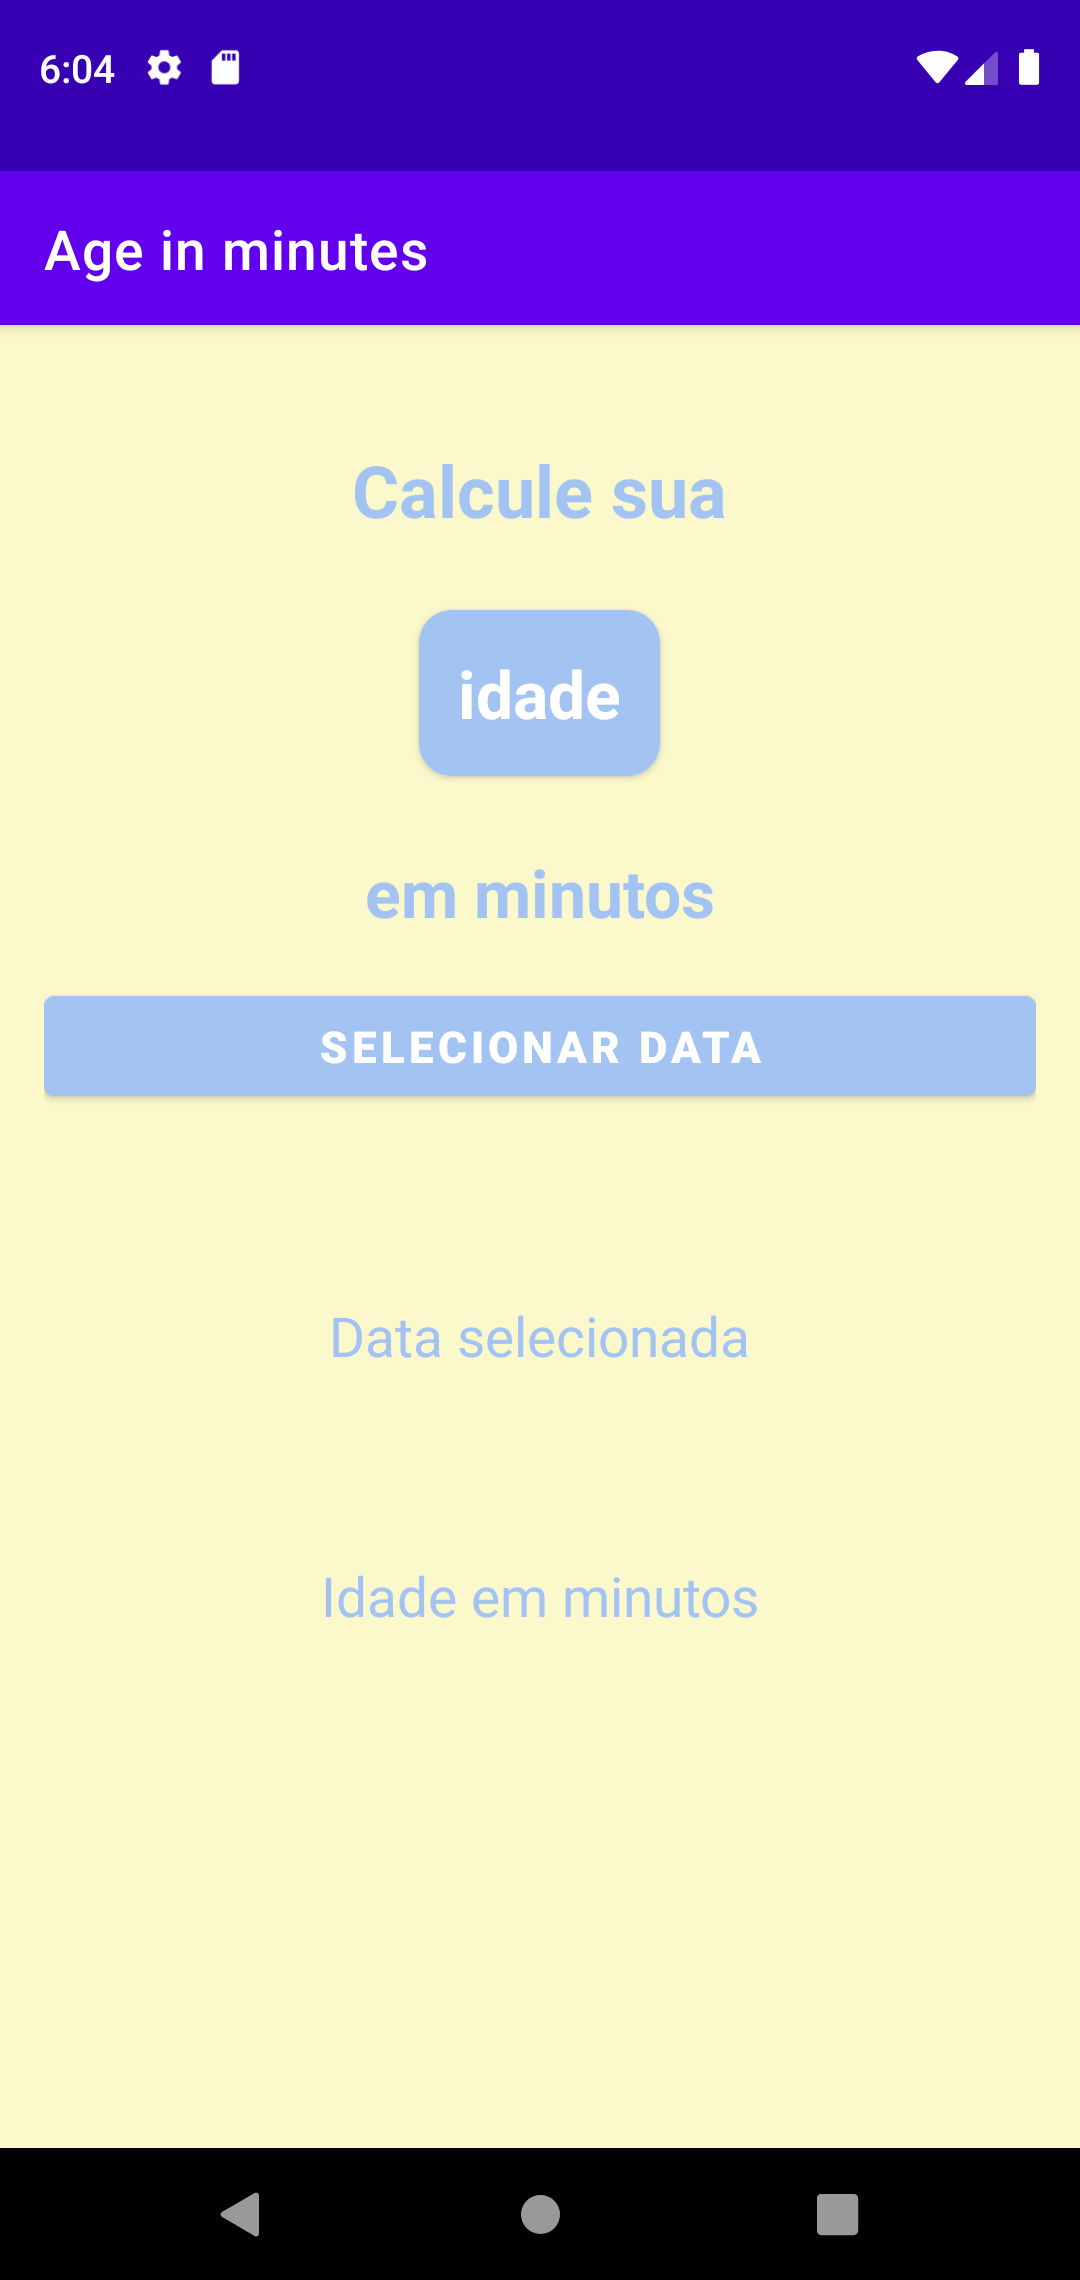 6:04
Age in minutes
Calcule sua
idade
em minutos
SELECIONAR DATA
Data selecionada
Idade em minutos